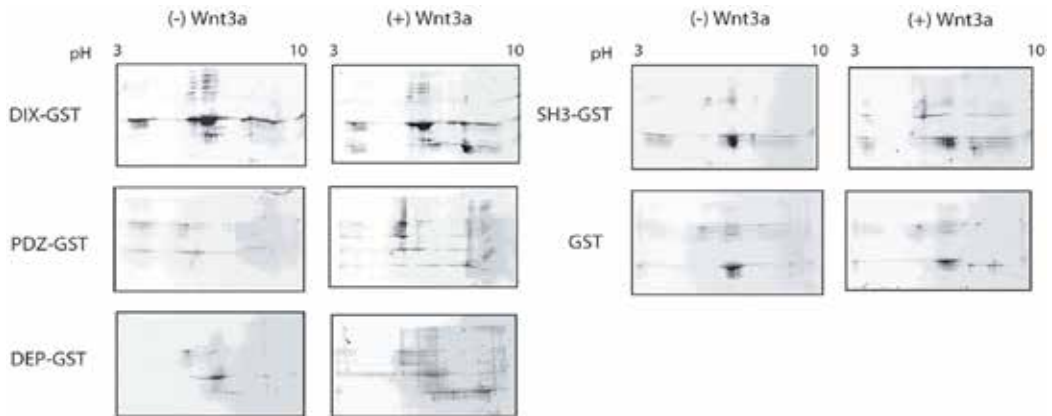 (-) Wnt3a (+) Wnt3a (-) Wnt3a (+) Wnt3a
pH 3 10 3 10 pH 3 10 3 10
DIX-GST SH3-GST
PDZ-GST GST
DEP-GST